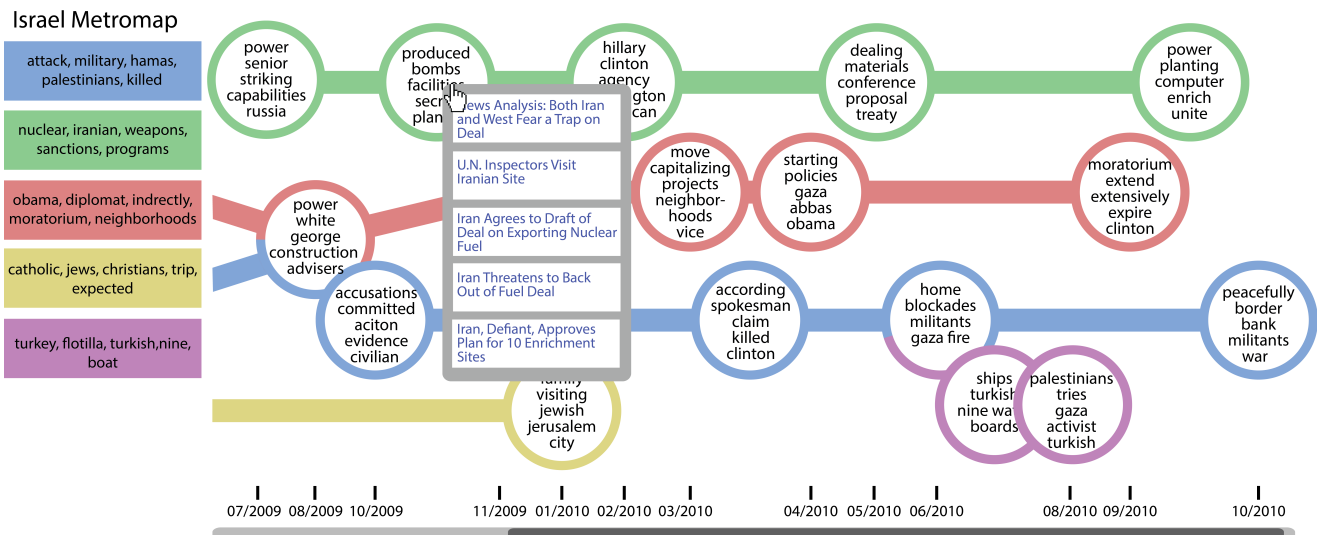 Israel Metromap
attack, military, hamas,
palestinians, killed
nuclear, iranian, weapons,
sanctions, programs
obama, diplomat, indirectly,
moratorium, neighborhoods
catholic, jews, christians, trip,
expected
turkey, flotilla, turkish,nine,
boat
power
senior
striking
capabilities
russia
produced
bombs
hillary
clinton
agency
dealing
materials
conference
proposal
treaty
power
planting
computer
enrich
unite
News Analysis: Both Iran
and West Fear a Trap on
Deal
U.N. Inspectors Visit
Iranian Site
Iran Agrees to Draft of
Deal on Exporting Nuclear
Fuel
Iran Threatens to Back
Out of Fuel Deal
Iran, Defiant, Approves
Plan for 10 Enrichment
Sites
power
white
george
construction
advisers
move
capitalizing
projects
neighbor-
hoods
vice
starting
policies
gaza
abbas
obama
moratorium
extend
extensively
expire
clinton
accusations
committed
aciton
evidence
civilian
according
spokesman
claim
killed
clinton
home
blockades
militants
gaza fire
peacefully
border
bank
militants
war
family
visiting
jewish
jerusalem
city
ships
turkish
nine
boards
palestinians
tries
gaza
activist
turkish
07/2009 08/2009 10/2009 11/2009 01/2010 02/2010 03/2010 04/2010 05/2010 06/2010 08/2010 09/2010 10/2010